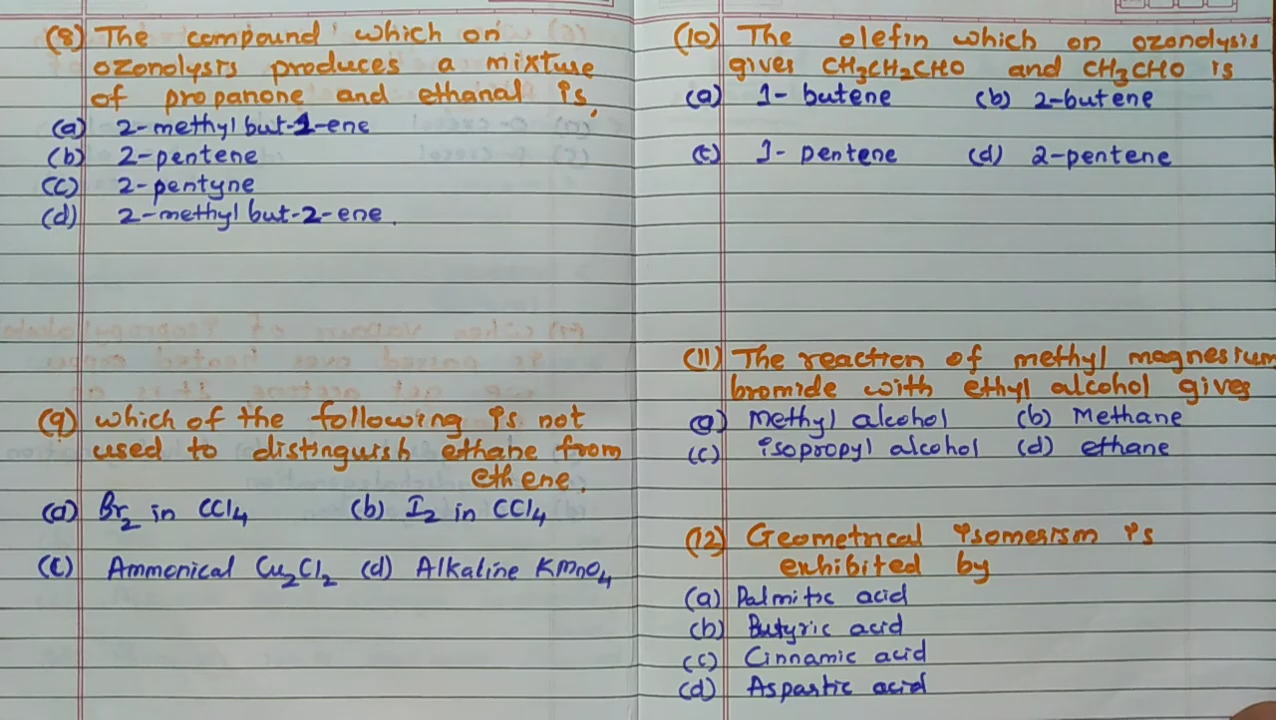 (8) The compound which on
ozonolysis produces a mixture
of propanone and ethanal is
(a) 2-methyl but-1-ene
(b) 2-pentene
(c) 2-pentyne
(d) 2-methyl but-2-ene.
(9) which of the following is not
used to distinguish ethane from
ethene.
(a) Br₂ in CCl4 (b) I₂ in CCl4
(c) Ammonical Cu₂Cl₂ (d) Alkaline KMnO₄
(10) The olefin which on ozonolysis
gives CH₃CH₂CHO and CH₃CHO is
(a) 1-butene (b) 2-butene
(c) 1-pentene (d) 2-pentene
(11) The reaction of methyl magnesium
bromide with ethyl alcohol gives
(a) Methyl alcohol (b) Methane
(c) isopropyl alcohol (d) ethane
(12) Geometrical isomerism is
exhibited by
(a) Palmitic acid
(b) Butyric acid
(c) Cinnamic acid
(d) Aspartic acid